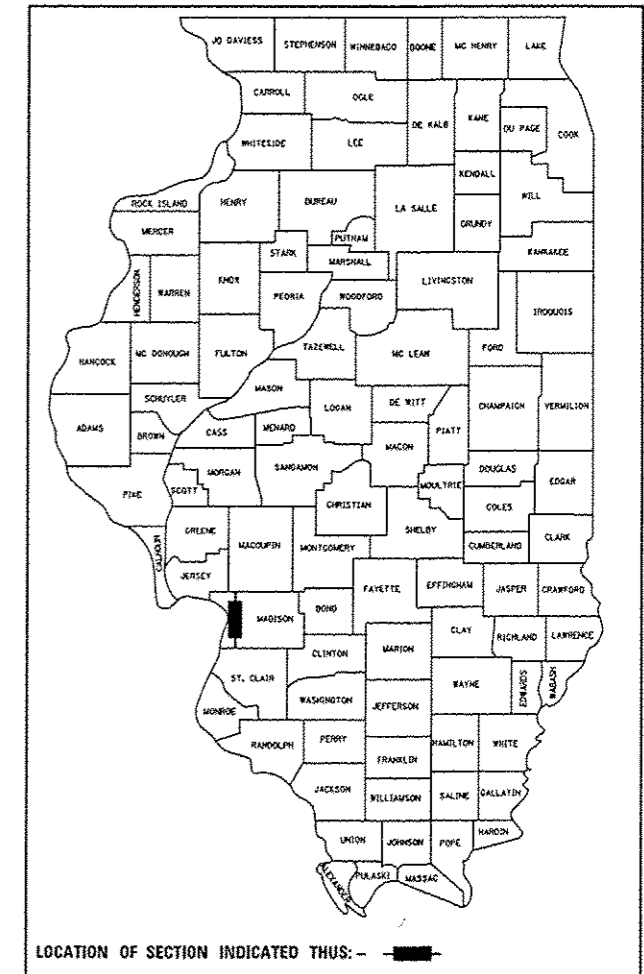 JO DAVIESS STEPHENSON WINNEBAGO BOONE MC HENRY LAKE
CARROLL OGLE DE KALB KANE DU PAGE COOK
WHITESIDE LEE KENDALL WILL
ROCK ISLAND HENRY BUREAU LA SALLE GRUNDY
MERCER STARK PUTNAM MARSHALL KANKAKEE
HENDERSON WARREN KNOX PEORIA WOODFORD LIVINGSTON IROQUOIS
HANCOCK MC DONOUGH FULTON TAZEWELL MC LEAN FORD
SCHUYLER MASON LOGAN DE WITT CHAMPAIGN VERMILION
ADAMS BROWN CASS MENARD MACON PIATT
PIKE SCOTT MORGAN SANGAMON CHRISTIAN MOULTRIE DOUGLAS EDGAR
COLES
CALHOUN GREENE MACOUPIN MONTGOMERY SHELBY CUMBERLAND CLARK
JERSEY FAYETTE EFFINGHAM JASPER CRAWFORD
MADISON BOND CLAY RICHLAND LAWRENCE
CLINTON MARION
ST. CLAIR WAYNE EDWARDS WABASH
MONROE WASHINGTON JEFFERSON
RANDOLPH PERRY FRANKLIN HAMILTON WHITE
JACKSON WILLIAMSON SALINE GALLATIN
UNION JOHNSON POPE HARDIN
ALEXANDER PULASKI MASSAC
LOCATION OF SECTION INDICATED THUS: -